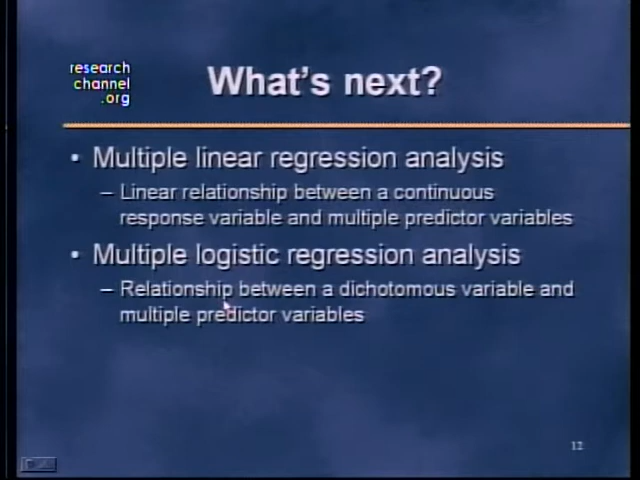 research
channel
.org
What's next?
• Multiple linear regression analysis
– Linear relationship between a continuous
response variable and multiple predictor variables
• Multiple logistic regression analysis
– Relationship between a dichotomous variable and
multiple predictor variables
12